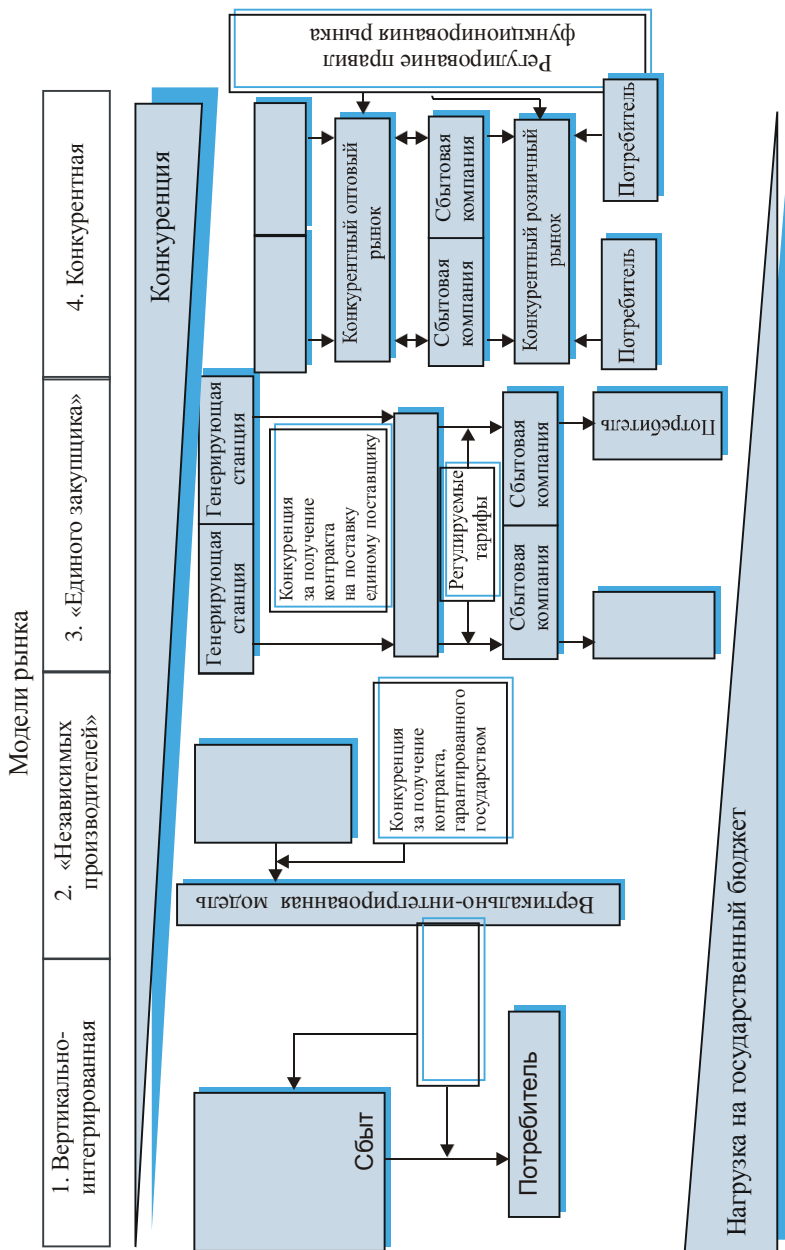 Модели рынка
1. Вертикально-
интегрированная
2. «Независимых
производителей»
3. «Единого закупщика»
4. Конкурентная
Конкуренция
Сбыт
Потребитель
Вертикально-интегрированная модель
Конкуренция
за получение
контракта,
гарантированного
государством
Генерирующая
станция
Генерирующая
станция
Конкуренция
за получение
контракта
на поставку
единому поставщику
Регулируемые
тарифы
Сбытовая
компания
Сбытовая
компания
Потребитель
Конкурентный оптовый
рынок
Сбытовая
компания
Сбытовая
компания
Конкурентный розничный
рынок
Потребитель
Потребитель
Регулирование правил
функционирования рынка
Нагрузка на государственный бюджет